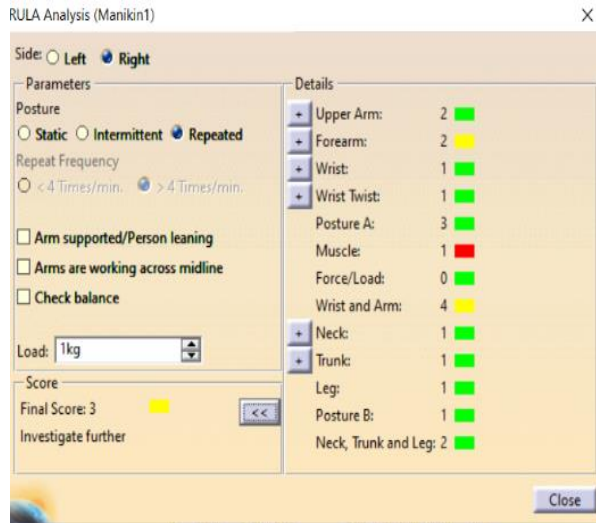 RULA Analysis (Manikin1)
X
Side: Left Right
Parameters
Posture
Static Intermittent Repeated
Repeat Frequency
< 4 Times/min. > 4 Times/min.
Arm supported/Person leaning
Arms are working across midline
Check balance
Load: 1kg
Score
Final Score: 3
<<
Investigate further
Details
+ Upper Arm: 2
+ Forearm: 2
+ Wrist: 1
+ Wrist Twist: 1
Posture A: 3
Muscle: 1
Force/Load: 0
Wrist and Arm: 4
+ Neck: 1
+ Trunk: 1
Leg: 1
Posture B: 1
Neck, Trunk and Leg: 2
Close